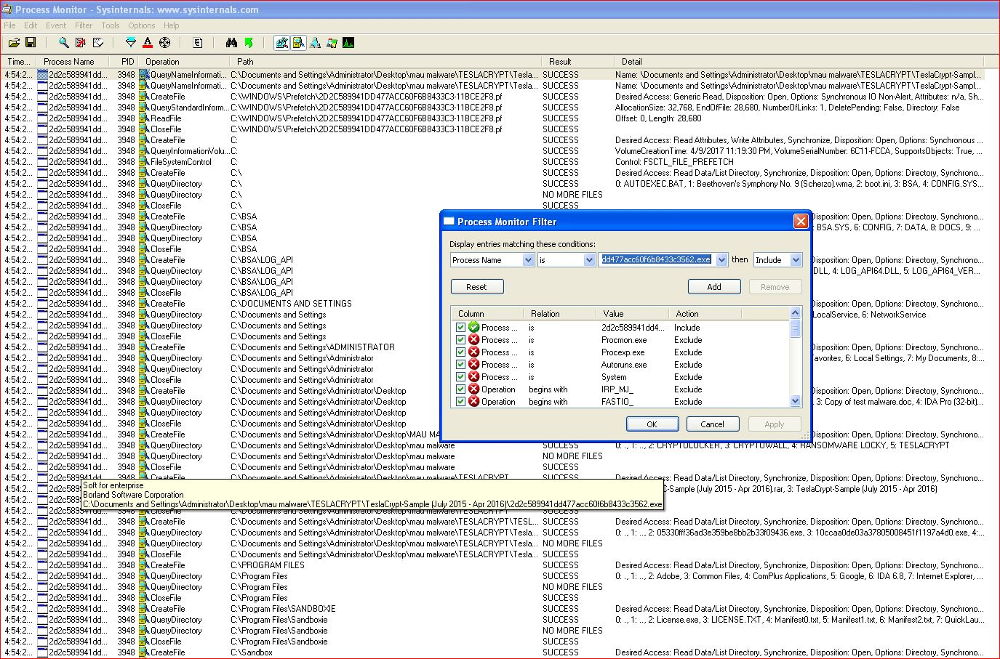 Process Monitor - Sysinternals: www.sysinternals.com
File Edit Event Filter Tools Options Help
Time... Process Name PID Operation Path Result Detail
4:54:2... 2d2c589941dd... 3948 QueryNameInformati... C:\Documents and Settings\Administrator\Desktop\mau malware\TESLACRYPT\Tesla... SUCCESS Name: \Documents and Settings\Administrator\Desktop\mau malware\TESLACRYPT\TeslaCrypt-Sampl...
4:54:2... 2d2c589941dd... 3948 QueryNameInformati... C:\Documents and Settings\Administrator\Desktop\mau malware\TESLACRYPT\Tesla... SUCCESS Name: \Documents and Settings\Administrator\Desktop\mau malware\TESLACRYPT\TeslaCrypt-Sampl...
4:54:2... 2d2c589941dd... 3948 CreateFile C:\WINDOWS\Prefetch\2D2C589941DD477ACC60F6B8433C3-11BCE2F8.pf SUCCESS Desired Access: Generic Read, Disposition: Open, Options: Synchronous IO Non-Alert, Attributes: n/a, Sh...
4:54:2... 2d2c589941dd... 3948 QueryStandardInform... C:\WINDOWS\Prefetch\2D2C589941DD477ACC60F6B8433C3-11BCE2F8.pf SUCCESS AllocationSize: 32,768, EndOfFile: 28,680, NumberOfLinks: 1, DeletePending: False, Directory: False
4:54:2... 2d2c589941dd... 3948 ReadFile C:\WINDOWS\Prefetch\2D2C589941DD477ACC60F6B8433C3-11BCE2F8.pf SUCCESS Offset: 0, Length: 28,680
4:54:2... 2d2c589941dd... 3948 CloseFile C:\WINDOWS\Prefetch\2D2C589941DD477ACC60F6B8433C3-11BCE2F8.pf SUCCESS
4:54:2... 2d2c589941dd... 3948 CreateFile C: SUCCESS Desired Access: Read Attributes, Write Attributes, Synchronize, Disposition: Open, Options: Synchronous ...
4:54:2... 2d2c589941dd... 3948 QueryInformationVolu... C: SUCCESS VolumeCreationTime: 4/9/2017 11:19:30 PM, VolumeSerialNumber: 6C11-FCCA, SupportsObjects: True, ...
4:54:2... 2d2c589941dd... 3948 FileSystemControl C: SUCCESS Control: FSCTL_FILE_PREFETCH
4:54:2... 2d2c589941dd... 3948 CreateFile C:\ SUCCESS Desired Access: Read Data/List Directory, Synchronize, Disposition: Open, Options: Directory, Synchrono...
4:54:2... 2d2c589941dd... 3948 QueryDirectory C:\ SUCCESS 0: AUTOEXEC.BAT, 1: Beethoven's Symphony No. 9 (Scherzo).wma, 2: boot.ini, 3: BSA, 4: CONFIG.SYS...
4:54:2... 2d2c589941dd... 3948 QueryDirectory C:\ NO MORE FILES
4:54:2... 2d2c589941dd... 3948 CloseFile C:\ SUCCESS
4:54:2... 2d2c589941dd... 3948 CreateFile C:\BSA Disposition: Open, Options: Directory, Synchrono...
4:54:2... 2d2c589941dd... 3948 QueryDirectory C:\BSA BSA.SYS, 6: CONFIG, 7: DATA, 8: DOCS, 9: ...
4:54:2... 2d2c589941dd... 3948 QueryDirectory C:\BSA
4:54:2... 2d2c589941dd... 3948 CloseFile C:\BSA
4:54:2... 2d2c589941dd... 3948 CreateFile C:\BSA\LOG_API Disposition: Open, Options: Directory, Synchrono...
4:54:2... 2d2c589941dd... 3948 QueryDirectory C:\BSA\LOG_API .DLL, 4: LOG_API64.DLL, 5: LOG_API64_VER...
4:54:2... 2d2c589941dd... 3948 QueryDirectory C:\BSA\LOG_API
4:54:2... 2d2c589941dd... 3948 CloseFile C:\BSA\LOG_API
4:54:2... 2d2c589941dd... 3948 CreateFile C:\DOCUMENTS AND SETTINGS Disposition: Open, Options: Directory, Synchrono...
4:54:2... 2d2c589941dd... 3948 QueryDirectory C:\Documents and Settings LocalService, 6: NetworkService
4:54:2... 2d2c589941dd... 3948 QueryDirectory C:\Documents and Settings
4:54:2... 2d2c589941dd... 3948 CloseFile C:\Documents and Settings
4:54:2... 2d2c589941dd... 3948 CreateFile C:\Documents and Settings\ADMINISTRATOR Disposition: Open, Options: Directory, Synchrono...
4:54:2... 2d2c589941dd... 3948 QueryDirectory C:\Documents and Settings\Administrator avorites, 6: Local Settings, 7: My Documents, 8:...
4:54:2... 2d2c589941dd... 3948 QueryDirectory C:\Documents and Settings\Administrator
4:54:2... 2d2c589941dd... 3948 CloseFile C:\Documents and Settings\Administrator
4:54:2... 2d2c589941dd... 3948 CreateFile C:\Documents and Settings\Administrator\Desktop Disposition: Open, Options: Directory, Synchrono...
4:54:2... 2d2c589941dd... 3948 QueryDirectory C:\Documents and Settings\Administrator\Desktop 3: Copy of test malware.doc, 4: IDA Pro (32-bit)...
4:54:2... 2d2c589941dd... 3948 QueryDirectory C:\Documents and Settings\Administrator\Desktop
4:54:2... 2d2c589941dd... 3948 CloseFile C:\Documents and Settings\Administrator\Desktop
4:54:2... 2d2c589941dd... 3948 CreateFile C:\Documents and Settings\Administrator\Desktop\MAU MA Disposition: Open, Options: Directory, Synchrono...
4:54:2... 2d2c589941dd... 3948 QueryDirectory C:\Documents and Settings\Administrator\Desktop\mau malware SUCCESS 0: ., 1: .., 2: CRYPTOLOCKER, 3: CRYPTOWALL, 4: RANSOMWARE LOCKY, 5: TESLACRYPT
4:54:2... 2d2c589941dd... 3948 QueryDirectory C:\Documents and Settings\Administrator\Desktop\mau malware NO MORE FILES
4:54:2... 2d2c589941dd... 3948 CloseFile C:\Documents and Settings\Administrator\Desktop\mau malware SUCCESS
4:54:2... 2d2c589941dd... 3948 CreateFile C:\Documents and Settings\Administrator\Desktop\mau malware\TESLACRYPT SUCCESS Desired Access: Read Data/List Directory, Synchronize, Disposition: Open, Options: Directory, Synchrono...
4:54:2... C-Sample (July 2015 - Apr 2016).rar, 3: TeslaCrypt-Sample (July 2015 - Apr 2016)
4:54:2...
4:54:2... 2d2c589941dd... 3948 CloseFile C:\Documents and Settings\Administrator\Desktop\mau malware\TESLACRYPT SUCCESS
4:54:2... 2d2c589941dd... 3948 CreateFile C:\Documents and Settings\Administrator\Desktop\mau malware\TESLACRYPT\TESL... SUCCESS Desired Access: Read Data/List Directory, Synchronize, Disposition: Open, Options: Directory, Synchrono...
4:54:2... 2d2c589941dd... 3948 QueryDirectory C:\Documents and Settings\Administrator\Desktop\mau malware\TESLACRYPT\Tesla... SUCCESS 0: ., 1: .., 2: 05330fff36ad3e359be8bb2b33f09436.exe, 3: 10ccaa0de03a37805008451f1197a4d0.exe, 4:...
4:54:2... 2d2c589941dd... 3948 QueryDirectory C:\Documents and Settings\Administrator\Desktop\mau malware\TESLACRYPT\Tesla... NO MORE FILES
4:54:2... 2d2c589941dd... 3948 CloseFile C:\Documents and Settings\Administrator\Desktop\mau malware\TESLACRYPT\Tesla... SUCCESS
4:54:2... 2d2c589941dd... 3948 CreateFile C:\PROGRAM FILES SUCCESS Desired Access: Read Data/List Directory, Synchronize, Disposition: Open, Options: Directory, Synchrono...
4:54:2... 2d2c589941dd... 3948 QueryDirectory C:\Program Files SUCCESS 0: ., 1: .., 2: Adobe, 3: Common Files, 4: ComPlus Applications, 5: Google, 6: IDA 6.8, 7: Internet Explorer, ...
4:54:2... 2d2c589941dd... 3948 QueryDirectory C:\Program Files NO MORE FILES
4:54:2... 2d2c589941dd... 3948 CloseFile C:\Program Files SUCCESS
4:54:2... 2d2c589941dd... 3948 CreateFile C:\Program Files\SANDBOXIE SUCCESS Desired Access: Read Data/List Directory, Synchronize, Disposition: Open, Options: Directory, Synchrono...
4:54:2... 2d2c589941dd... 3948 QueryDirectory C:\Program Files\Sandboxie SUCCESS 0: ., 1: .., 2: License.exe, 3: LICENSE.TXT, 4: Manifest0.txt, 5: Manifest1.txt, 6: Manifest2.txt, 7: QuickLau...
4:54:2... 2d2c589941dd... 3948 QueryDirectory C:\Program Files\Sandboxie NO MORE FILES
4:54:2... 2d2c589941dd... 3948 CloseFile C:\Program Files\Sandboxie SUCCESS
4:54:2... 2d2c589941dd... 3948 CreateFile C:\Sandbox SUCCESS Desired Access: Read Data/List Directory, Synchronize, Disposition: Open, Options: Directory, Synchrono...
Soft for enterprise
Borland Software Corporation
C:\Documents and Settings\Administrator\Desktop\mau malware\TESLACRYPT\TeslaCrypt-Sample (July 2015 - Apr 2016)\2d2c589941dd477acc60f6b8433c3562.exe
Process Monitor Filter
Display entries matching these conditions:
Process Name is dd477acc60f6b8433c3562.exe then Include
Reset Add Remove
Column Relation Value Action
Process ... is 2d2c589941dd4... Include
Process ... is Procmon.exe Exclude
Process ... is Procexp.exe Exclude
Process ... is Autoruns.exe Exclude
Process ... is System Exclude
Operation begins with IRP_MJ_ Exclude
Operation begins with FASTIO_ Exclude
OK Cancel Apply